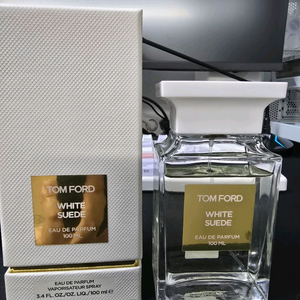 TOM FORD
WHITE
SUEDE
EAU DE PARFUM
100 ML
EAU DE PARFUM
VAPORISATEUR SPRAY
3.4 FL.OZ./OZ.LIQ./100 ml ℮
TOM FORD
WHITE
SUEDE
EAU DE PARFUM
100 ML